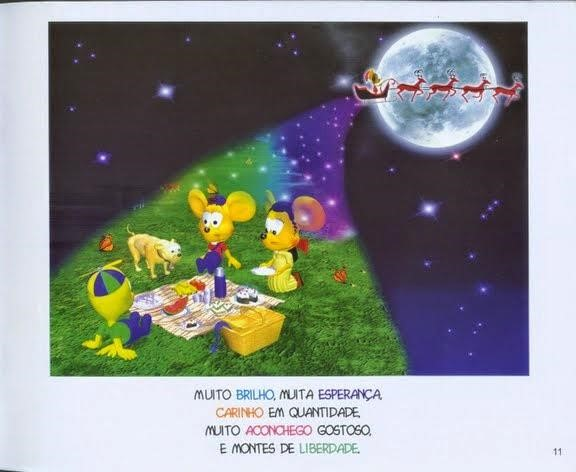 MUITO BRILHO, MUITA ESPERANÇA,
CARINHO EM QUANTIDADE,
MUITO ACONCHEGO GOSTOSO,
E MONTES DE LIBERDADE.
11